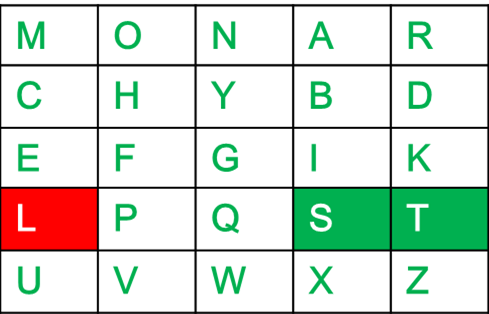 M O N A R
C H Y B D
E F G I K
L P Q S T
U V W X Z